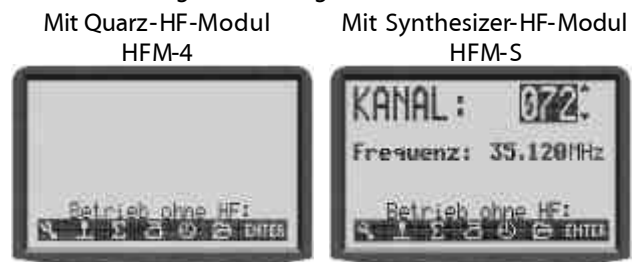 Mit Quarz-HF-Modul
HFM-4
Mit Synthesizer-HF-Modul
HFM-S
KANAL: 072
Frequenz: 35.120MHz
Betrieb ohne HF:
ENTER
Betrieb ohne HF:
ENTER